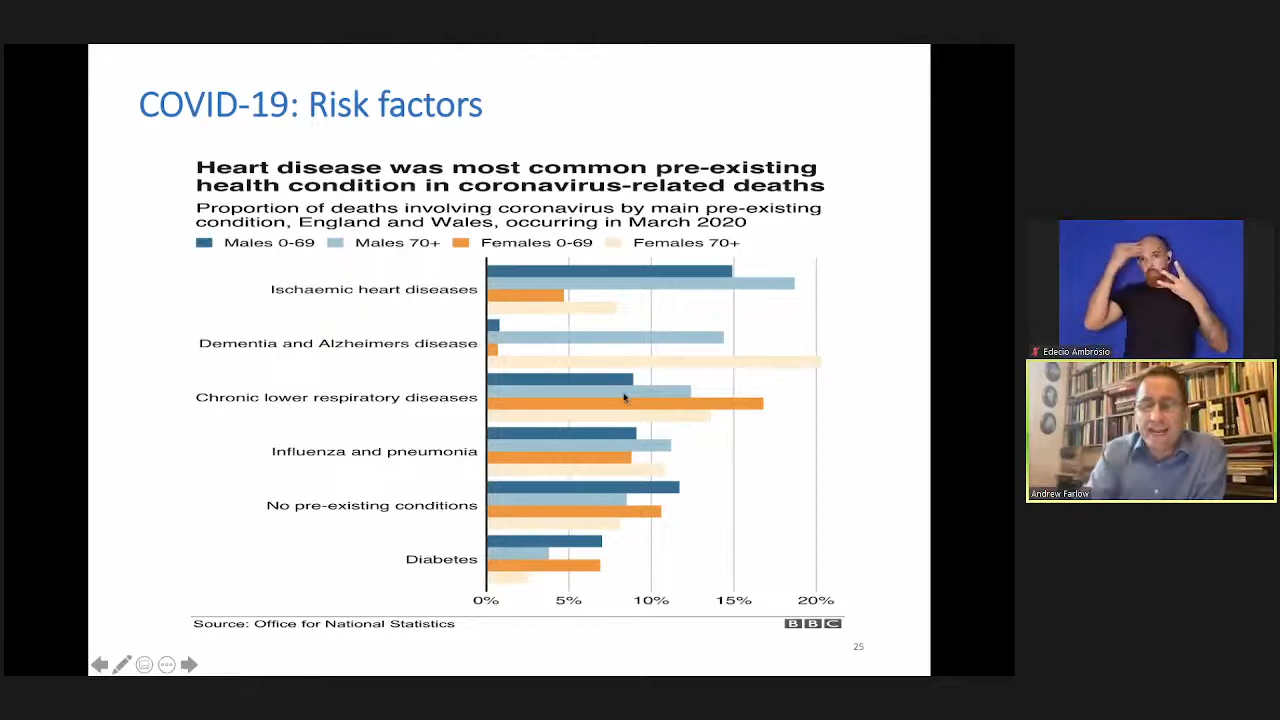 COVID-19: Risk factors
Heart disease was most common pre-existing
health condition in coronavirus-related deaths
Proportion of deaths involving coronavirus by main pre-existing
condition, England and Wales, occurring in March 2020
Males 0-69 Males 70+ Females 0-69 Females 70+
Ischaemic heart diseases
Dementia and Alzheimers disease
Chronic lower respiratory diseases
Influenza and pneumonia
No pre-existing conditions
Diabetes
0% 5% 10% 15% 20%
Source: Office for National Statistics
BBC
25
Edecio Ambrósio
Andrew Farlow